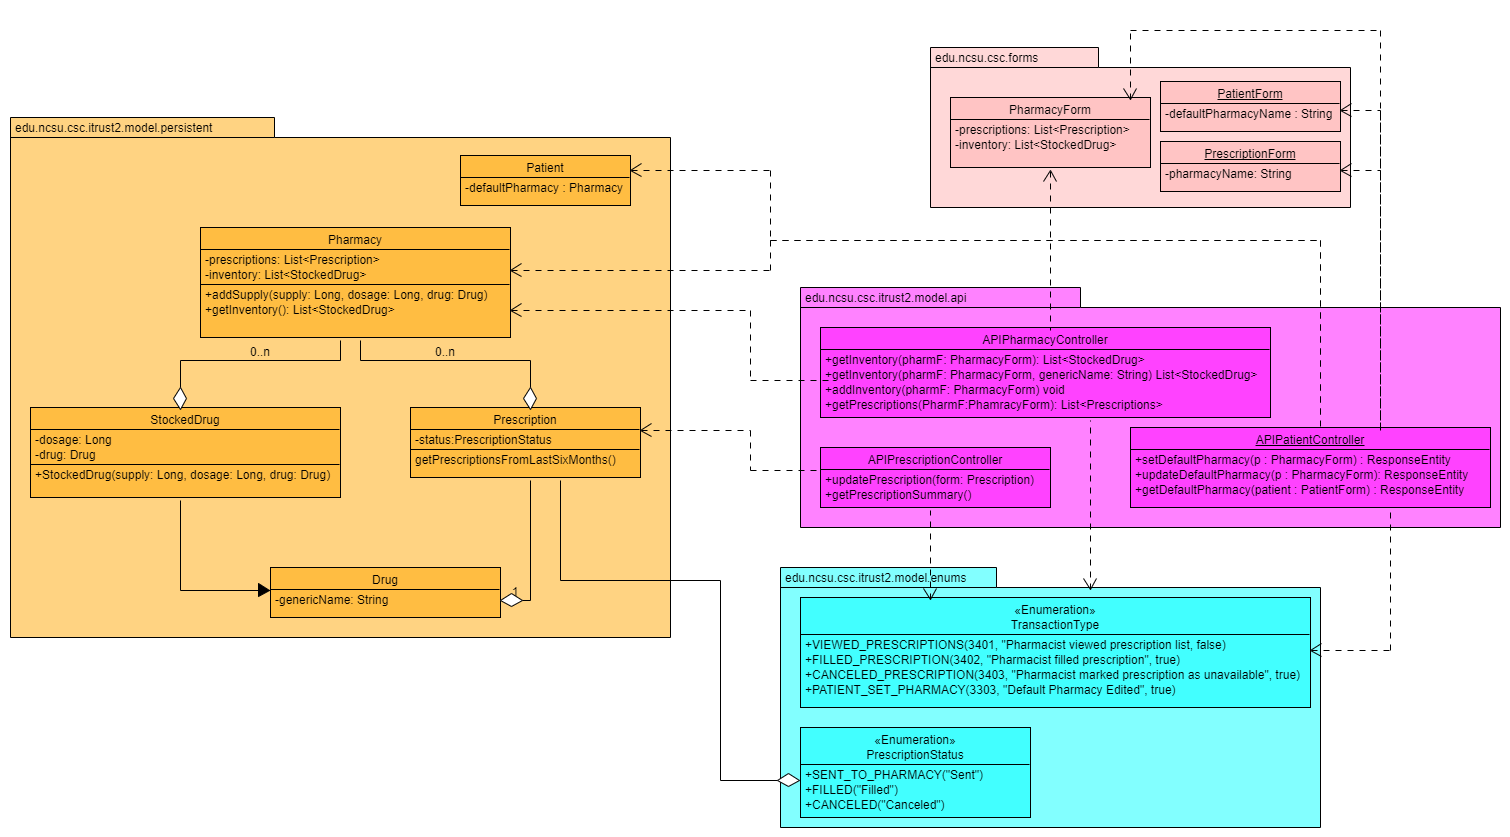 edu.ncsu.csc.itrust2.model.persistent
Patient
-defaultPharmacy : Pharmacy
Pharmacy
-prescriptions: List<Prescription>
-inventory: List<StockedDrug>
+addSupply(supply: Long, dosage: Long, drug: Drug)
+getInventory(): List<StockedDrug>
0..n
0..n
StockedDrug
-dosage: Long
-drug: Drug
+StockedDrug(supply: Long, dosage: Long, drug: Drug)
Prescription
-status:PrescriptionStatus
getPrescriptionsFromLastSixMonths()
Drug
-genericName: String
1
edu.ncsu.csc.forms
PharmacyForm
-prescriptions: List<Prescription>
-inventory: List<StockedDrug>
PatientForm
-defaultPharmacyName : String
PrescriptionForm
-pharmacyName: String
edu.ncsu.csc.itrust2.model.api
APIPharmacyController
+getInventory(pharmF: PharmacyForm): List<StockedDrug>
+getInventory(pharmF: PharmacyForm, genericName: String) List<StockedDrug>
+addInventory(pharmF: PharmacyForm) void
+getPrescriptions(PharmF:PhamracyForm): List<Prescriptions>
APIPrescriptionController
+updatePrescription(form: Prescription)
+getPrescriptionSummary()
APIPatientController
+setDefaultPharmacy(p : PharmacyForm) : ResponseEntity
+updateDefaultPharmacy(p : PharmacyForm): ResponseEntity
+getDefaultPharmacy(patient : PatientForm) : ResponseEntity
edu.ncsu.csc.itrust2.model.enums
«Enumeration»
TransactionType
+VIEWED_PRESCRIPTIONS(3401, "Pharmacist viewed prescription list, false)
+FILLED_PRESCRIPTION(3402, "Pharmacist filled prescription", true)
+CANCELED_PRESCRIPTION(3403, "Pharmacist marked prescription as unavailable", true)
+PATIENT_SET_PHARMACY(3303, "Default Pharmacy Edited", true)
«Enumeration»
PrescriptionStatus
+SENT_TO_PHARMACY("Sent")
+FILLED("Filled")
+CANCELED("Canceled")